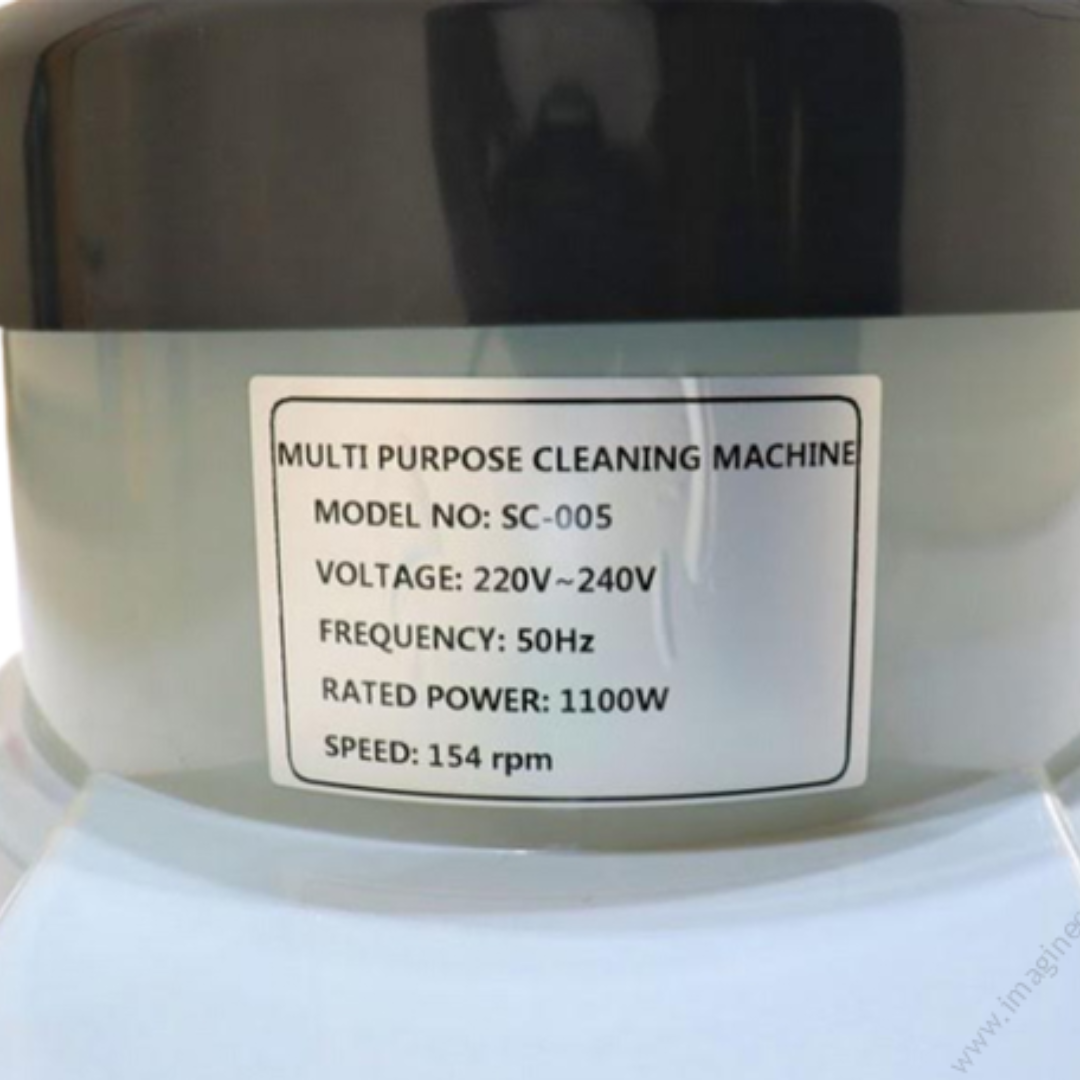 MULTI PURPOSE CLEANING MACHINE
MODEL NO: SC-005
VOLTAGE: 220V~240V
FREQUENCY: 50Hz
RATED POWER: 1100W
SPEED: 154 rpm